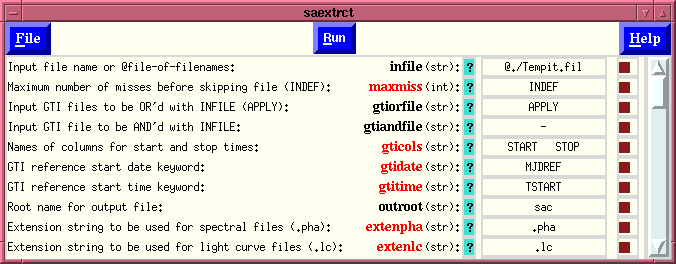 saextrct
File Run Help
Input file name or @file-of-filenames: infile (str): ? @./Tempit.fil
Maximum number of misses before skipping file (INDEF): maxmiss (int): ? INDEF
Input GTI files to be OR'd with INFILE (APPLY): gtiorfile (str): ? APPLY
Input GTI file to be AND'd with INFILE: gtiandfile (str): ? -
Names of columns for start and stop times: gticols (str): ? START STOP
GTI reference start date keyword: gtidate (str): ? MJDREF
GTI reference start time keyword: gtitime (str): ? TSTART
Root name for output file: outroot (str): ? sac
Extension string to be used for spectral files (.pha): extenpha (str): ? .pha
Extension string to be used for light curve files (.lc): extenlc (str): ? .lc